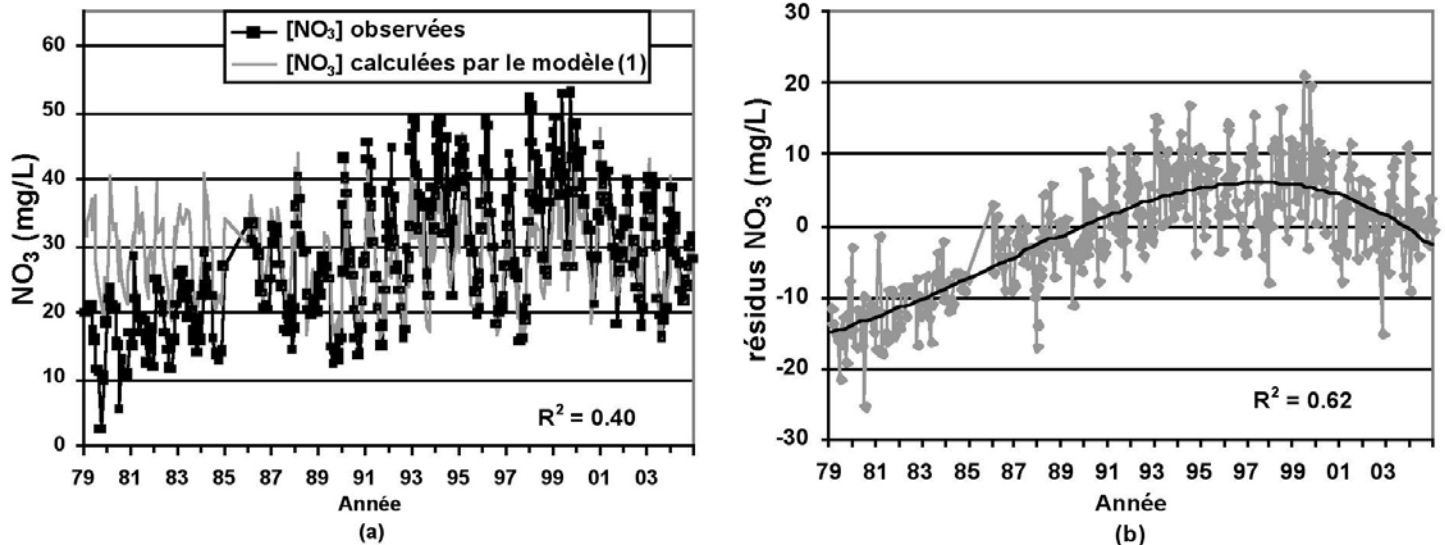 [NO₃] observées
[NO₃] calculées par le modèle (1)
NO₃ (mg/L)
60
50
40
30
20
10
0
R² = 0.40
79 81 83 85 87 89 91 93 95 97 99 01 03
Année
(a)
résidus NO₃ (mg/L)
30
20
10
0
-10
-20
-30
R² = 0.62
79 81 83 85 87 89 91 93 95 97 99 01 03
Année
(b)